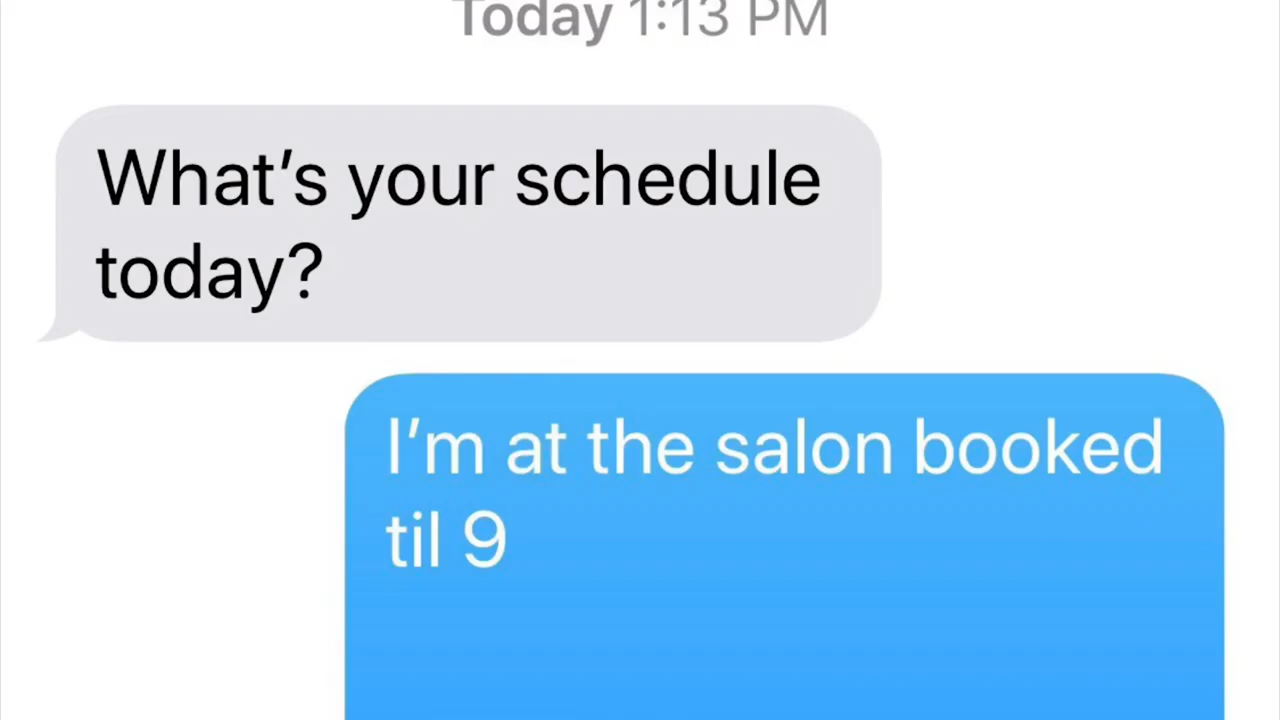 Today 1:13 PM
What’s your schedule
today?
I’m at the salon booked
til 9